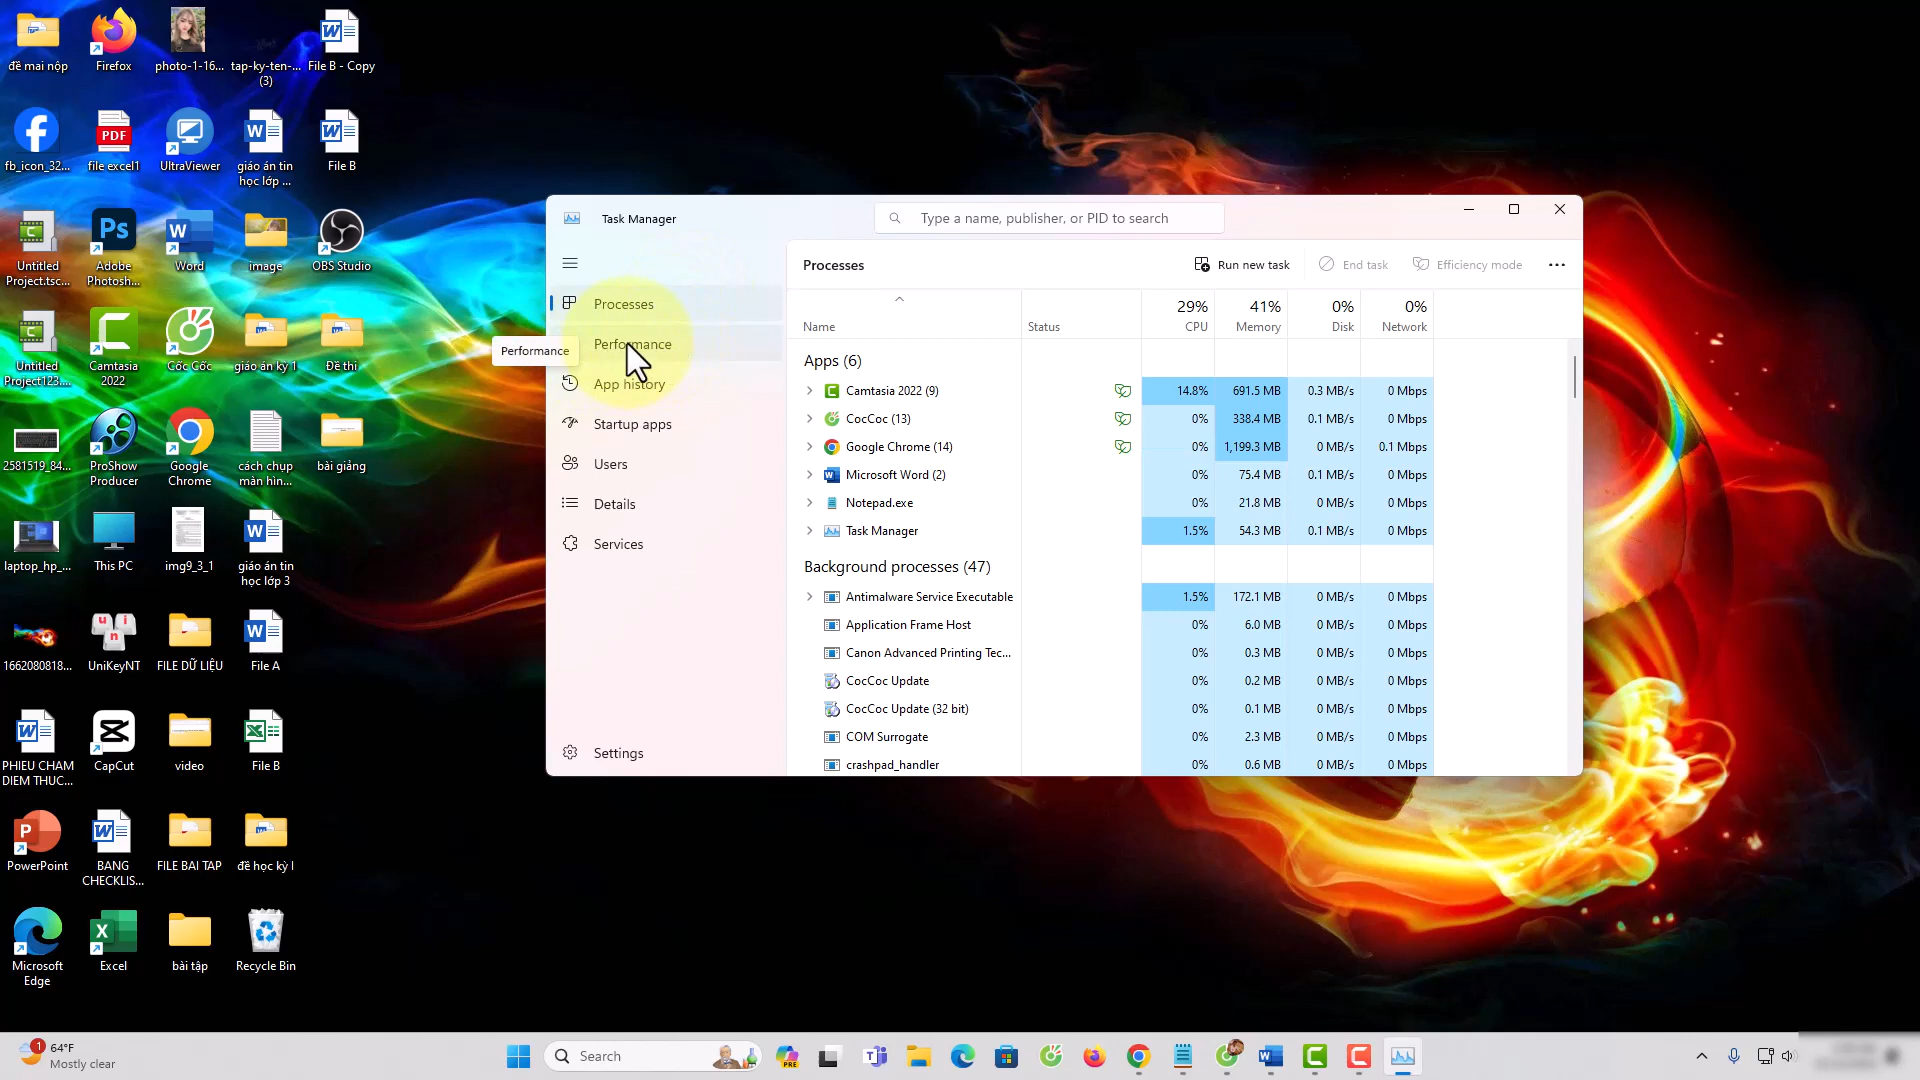 đề mai nộp
Firefox
photo-1-16...
tap-ky-ten-...
(3)
File B - Copy
fb_icon_32...
PDF
file excel1
UltraViewer
giáo án tin
học lớp ...
File B
Untitled
Project.tsc...
Ps
Adobe
Photosh...
Word
image
OBS Studio
Untitled
Project123....
Camtasia
2022
Cốc Cốc
giáo án kỳ 1
Đề thi
2581519_84...
ProShow
Producer
Google
Chrome
cách chụp
màn hìn...
bài giảng
laptop_hp_...
This PC
img9_3_1
giáo án tin
học lớp 3
1662080818...
u i n
UniKeyNT
FILE DỮ LIỆU
File A
PHIEU CHAM
DIEM THUC...
CapCut
video
File B
PowerPoint
BANG
CHECKLIS...
FILE BAI TAP
đề học kỳ I
Microsoft
Edge
Excel
bài tập
Recycle Bin
Task Manager
Type a name, publisher, or PID to search
Processes
Performance
Performance
App history
Startup apps
Users
Details
Services
Settings
Processes
Run new task
End task
Efficiency mode
29% 41% 0% 0%
Name Status CPU Memory Disk Network
Apps (6)
Camtasia 2022 (9) 14.8% 691.5 MB 0.3 MB/s 0 Mbps
CocCoc (13) 0% 338.4 MB 0.1 MB/s 0 Mbps
Google Chrome (14) 0% 1,199.3 MB 0 MB/s 0.1 Mbps
Microsoft Word (2) 0% 75.4 MB 0.1 MB/s 0 Mbps
Notepad.exe 0% 21.8 MB 0 MB/s 0 Mbps
Task Manager 1.5% 54.3 MB 0.1 MB/s 0 Mbps
Background processes (47)
Antimalware Service Executable 1.5% 172.1 MB 0 MB/s 0 Mbps
Application Frame Host 0% 6.0 MB 0 MB/s 0 Mbps
Canon Advanced Printing Tec... 0% 0.3 MB 0 MB/s 0 Mbps
CocCoc Update 0% 0.2 MB 0 MB/s 0 Mbps
CocCoc Update (32 bit) 0% 0.1 MB 0 MB/s 0 Mbps
COM Surrogate 0% 2.3 MB 0 MB/s 0 Mbps
crashpad_handler 0% 0.6 MB 0 MB/s 0 Mbps
1
64°F
Mostly clear
Search
PRE